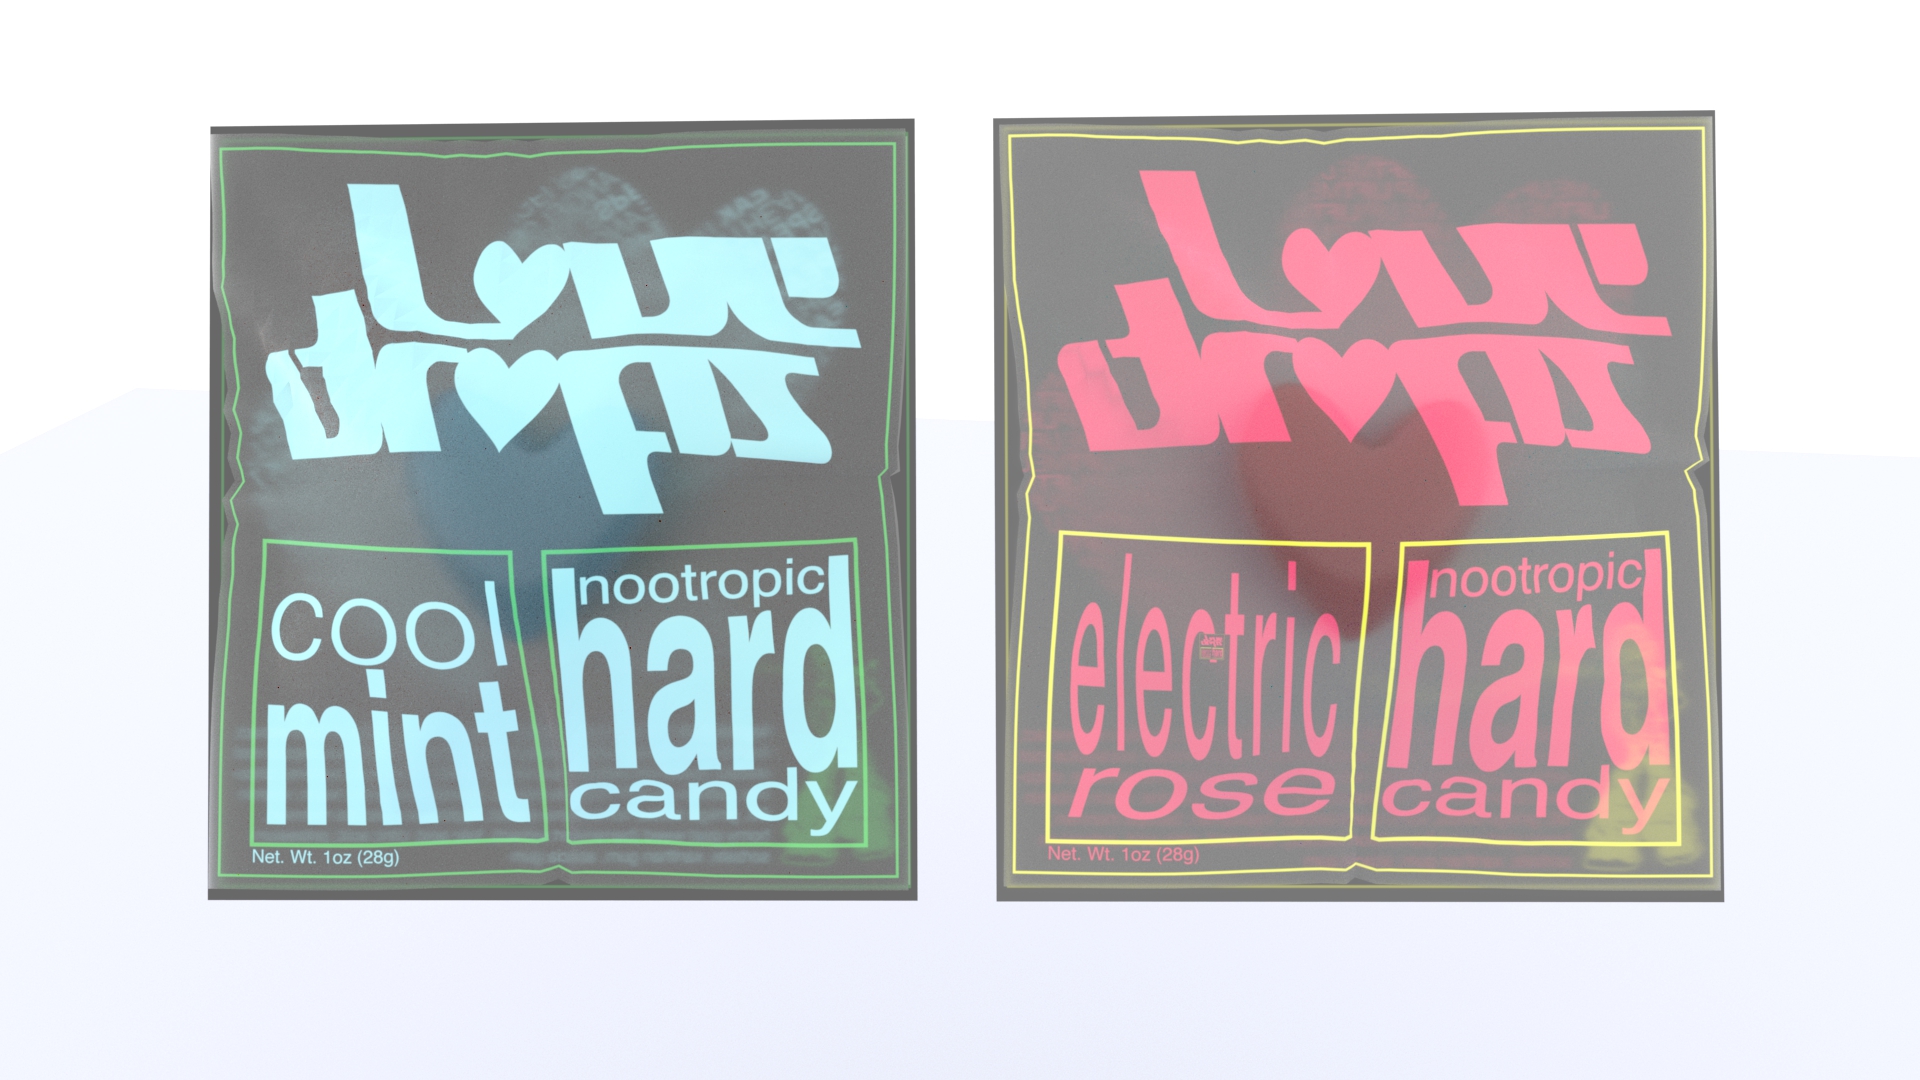 Love
drops
cool
mint
nootropic
hard
candy
Net. Wt. 1oz (28g)
Love
drops
electric
rose
nootropic
hard
candy
Net. Wt. 1oz (28g)